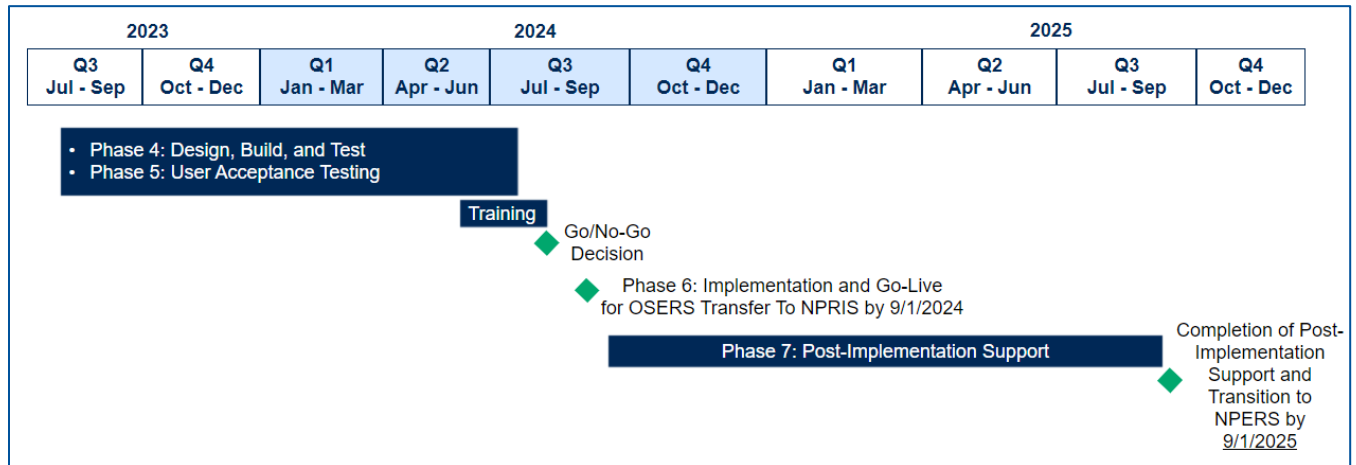 2023 2024 2025
Q3 Q4 Q1 Q2 Q3 Q4 Q1 Q2 Q3 Q4
Jul - Sep Oct - Dec Jan - Mar Apr - Jun Jul - Sep Oct - Dec Jan - Mar Apr - Jun Jul - Sep Oct - Dec
• Phase 4: Design, Build, and Test
• Phase 5: User Acceptance Testing
Training
Go/No-Go
Decision
Phase 6: Implementation and Go-Live
for OSERS Transfer To NPRIS by 9/1/2024
Phase 7: Post-Implementation Support
Completion of Post-
Implementation
Support and
Transition to
NPERS by
9/1/2025